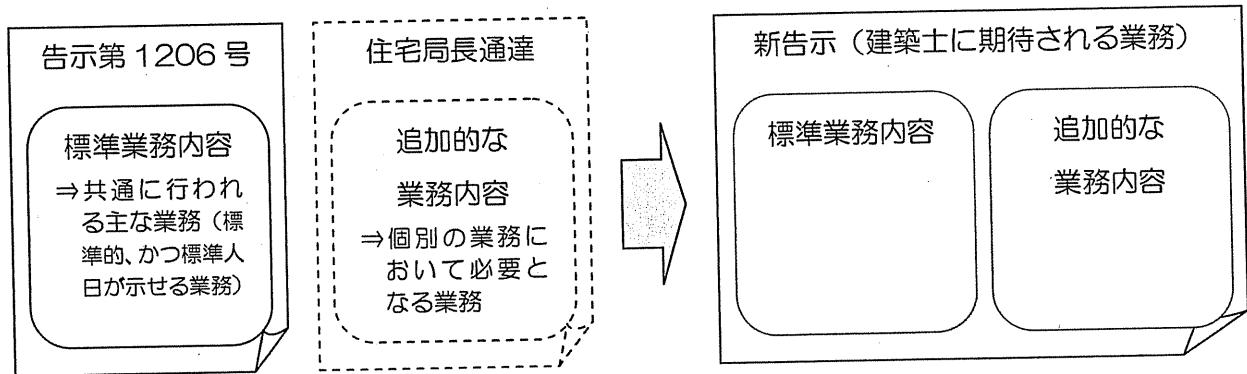 告示第1206号
標準業務内容
⇒共通に行われ
る主な業務（標
準的、かつ標準人
日が示せる業務）
住宅局長通達
追加的な
業務内容
⇒個別の業務に
おいて必要と
なる業務
新告示（建築士に期待される業務）
標準業務内容
追加的な
業務内容